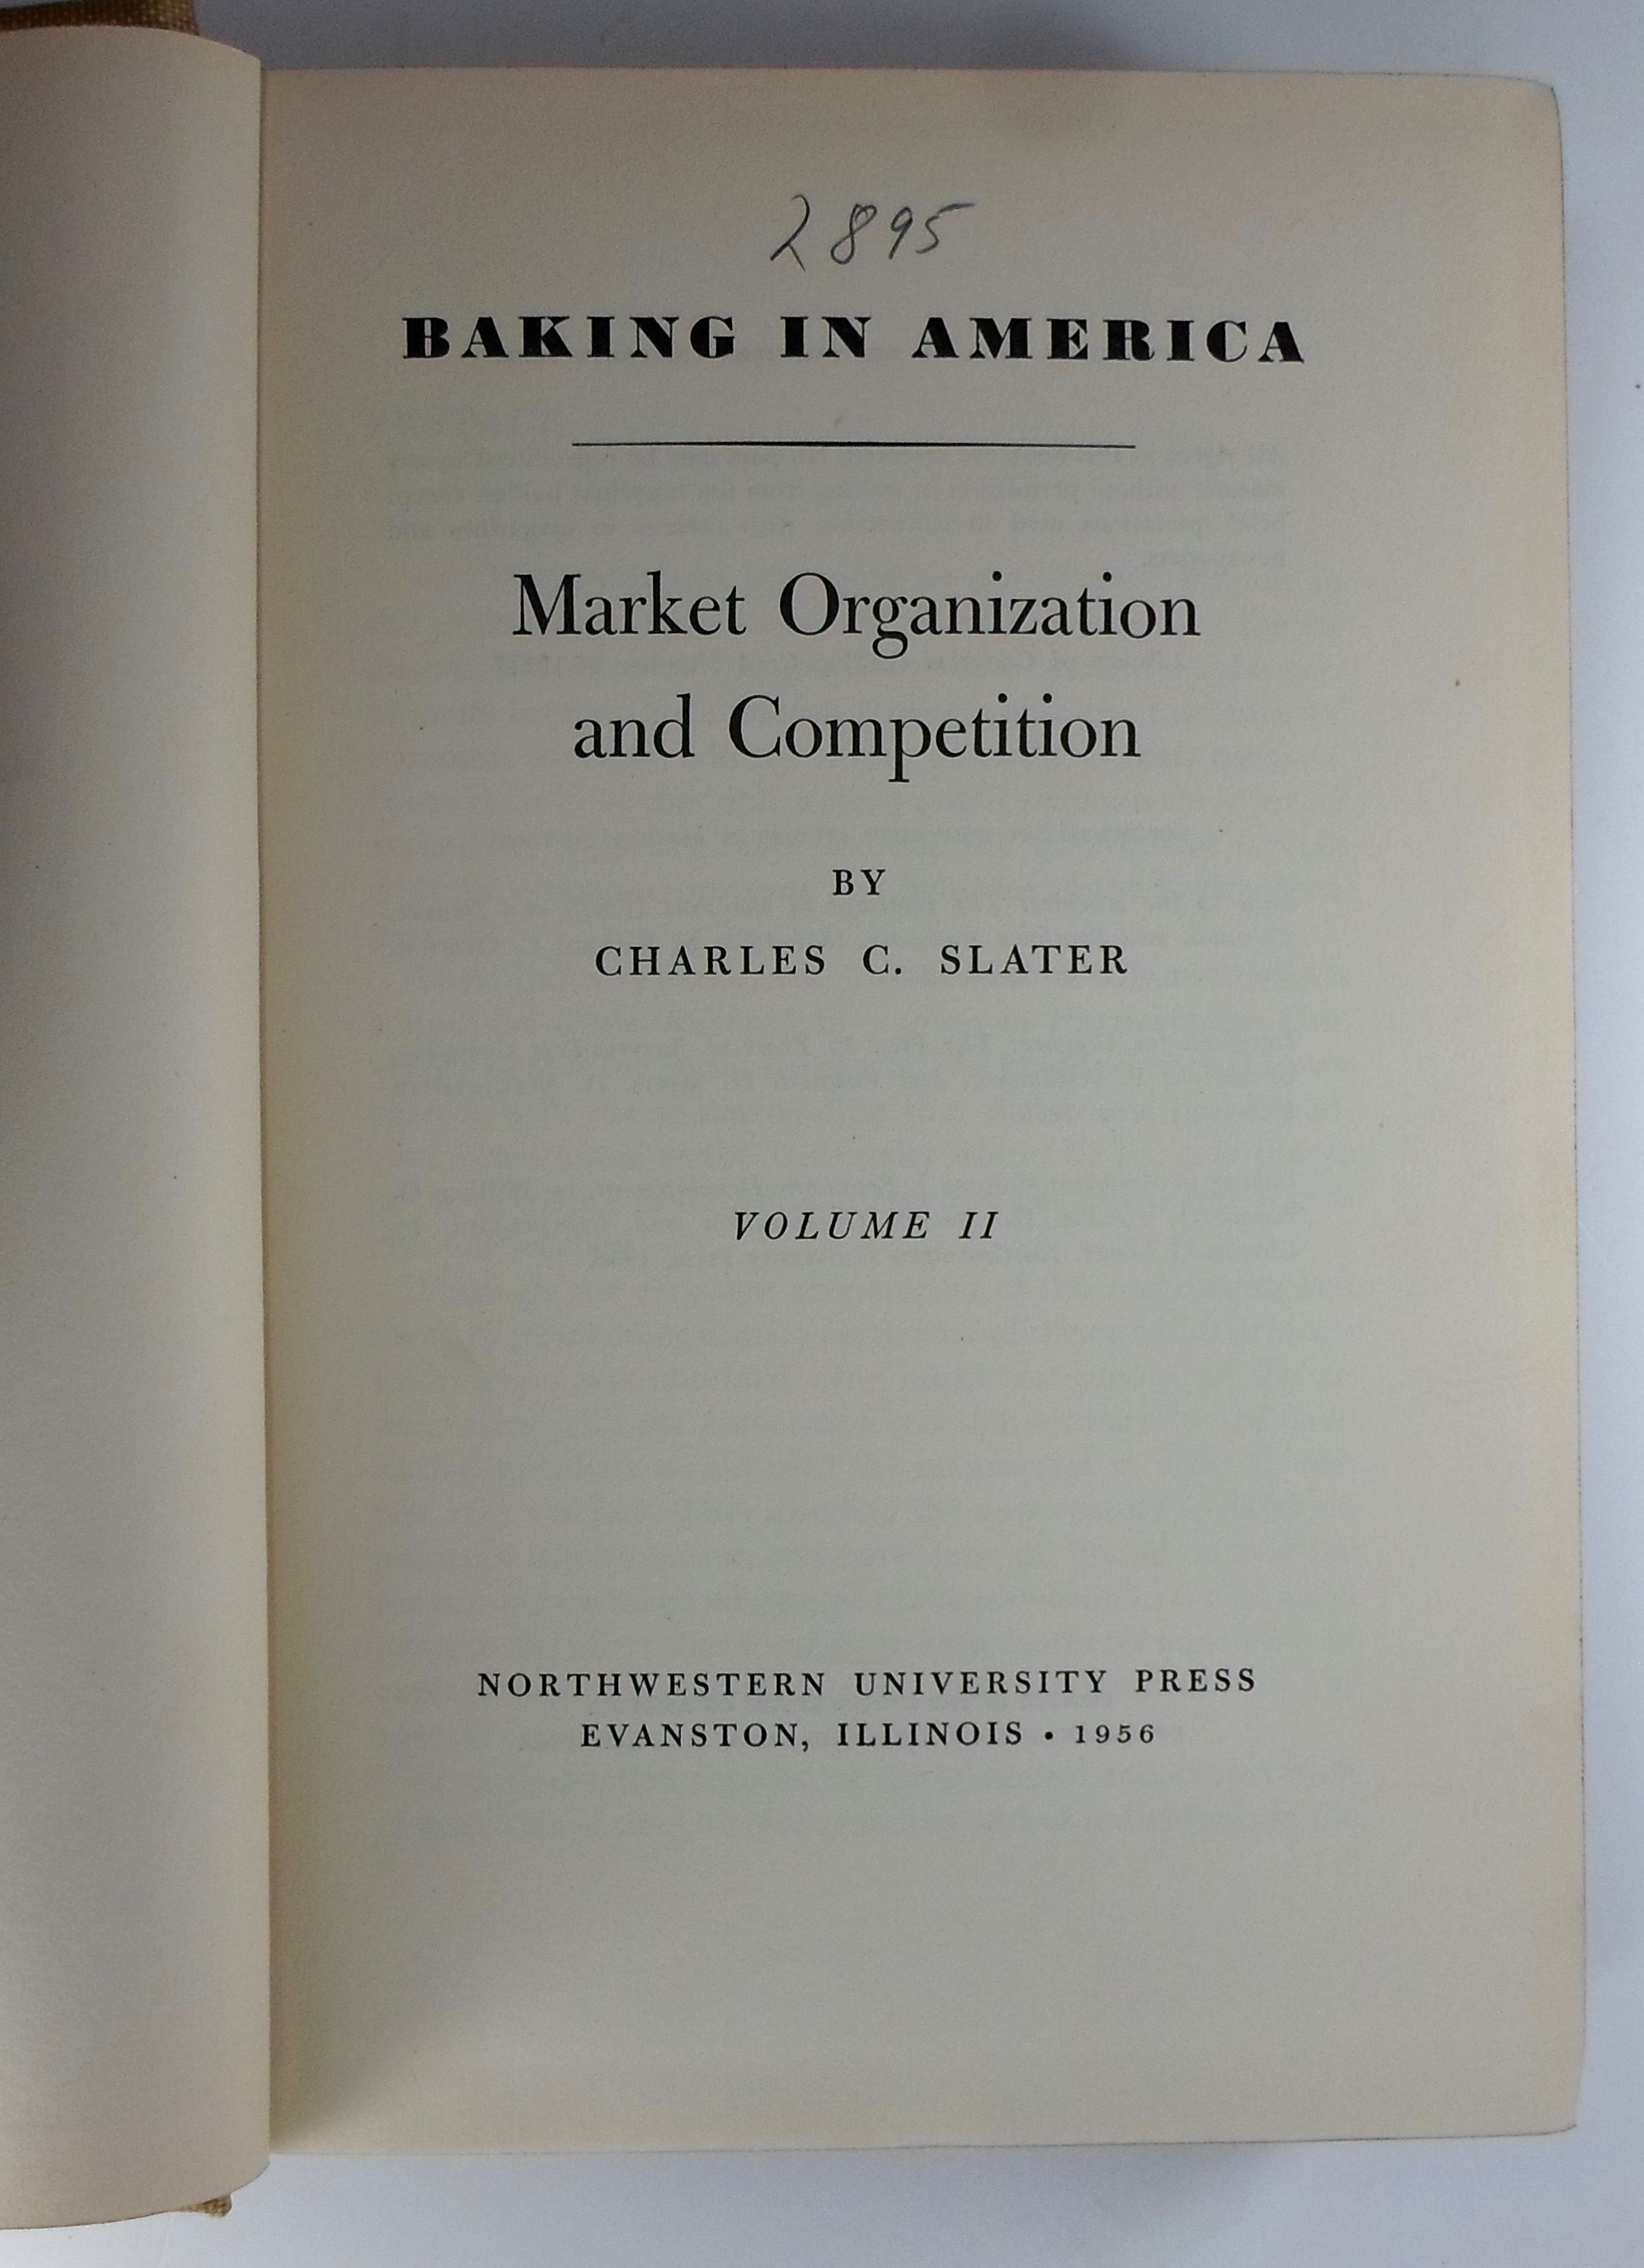 2895
BAKING IN AMERICA
Market Organization
and Competition
BY
CHARLES C. SLATER
VOLUME II
NORTHWESTERN UNIVERSITY PRESS
EVANSTON, ILLINOIS • 1956